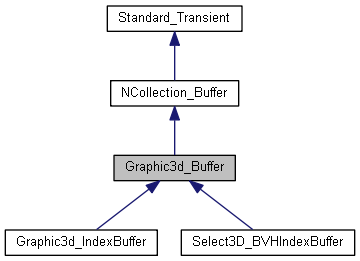 Standard_Transient
NCollection_Buffer
Graphic3d_Buffer
Graphic3d_IndexBuffer
Select3D_BVHIndexBuffer